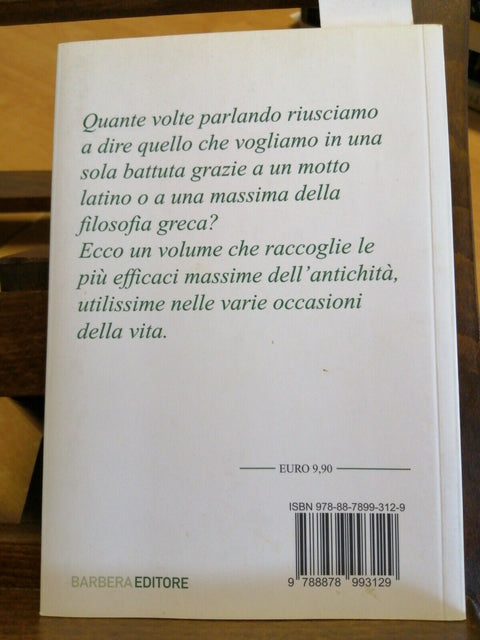 Quante volte parlando riusciamo
a dire quello che vogliamo in una
sola battuta grazie a un motto
latino o a una massima della
filosofia greca?
Ecco un volume che raccoglie le
più efficaci massime dell'antichità,
utilissime nelle varie occasioni
della vita.
EURO 9,90
ISBN 978-88-7899-312-9
9 788878 993129
BARBERAEDITORE